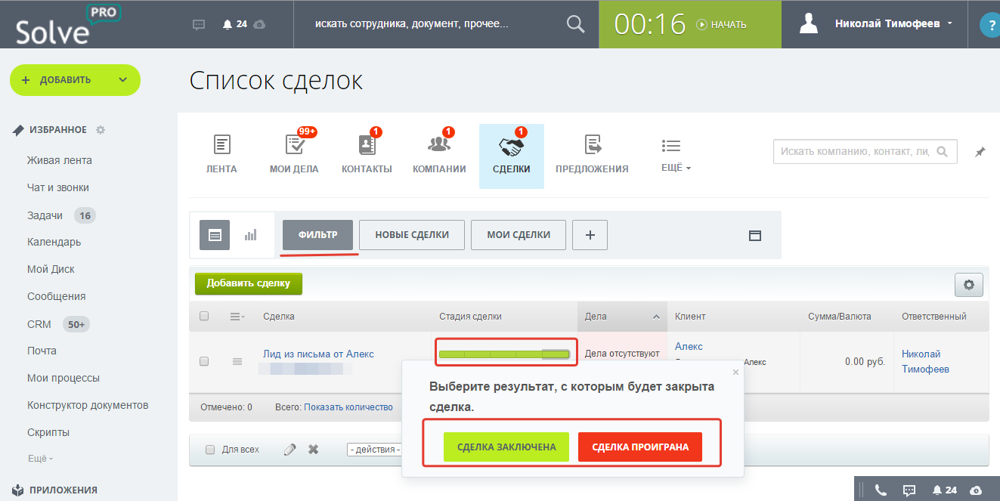 Solve PRO
24
искать сотрудника, документ, прочее...
00:16
НАЧАТЬ
Николай Тимофеев
?
+ ДОБАВИТЬ
Список сделок
ИЗБРАННОЕ
Живая лента
Чат и звонки
Задачи 16
Календарь
Мой Диск
Сообщения
CRM 50+
Почта
Мои процессы
Конструктор документов
Скрипты
Ещё
ПРИЛОЖЕНИЯ
99+ 1 1 1
ЛЕНТА МОИ ДЕЛА КОНТАКТЫ КОМПАНИИ СДЕЛКИ ПРЕДЛОЖЕНИЯ ЕЩЁ
Искать компанию, контакт, ли,
ФИЛЬТР НОВЫЕ СДЕЛКИ МОИ СДЕЛКИ +
Добавить сделку
Сделка Стадия сделки Дела Клиент Сумма/Валюта Ответственный
Лид из письма от Алекс Дела отсутствуют Алекс 0.00 руб. Николай
Тимофеев
Алекс
Отмечено: 0 Всего: Показать количество
Выберите результат, с которым будет закрыта
сделка.
СДЕЛКА ЗАКЛЮЧЕНА СДЕЛКА ПРОИГРАНА
Для всех - действия -
24